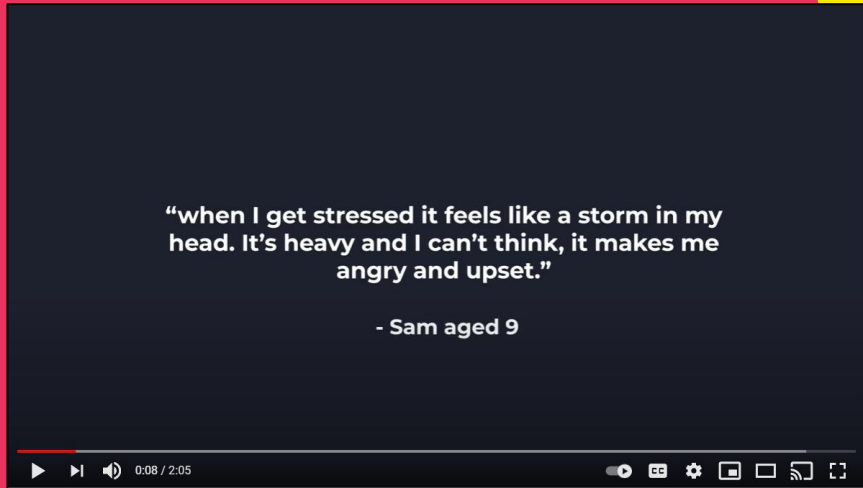 “when I get stressed it feels like a storm in my
head. It’s heavy and I can’t think, it makes me
angry and upset.”
- Sam aged 9
0:08 / 2:05
CC